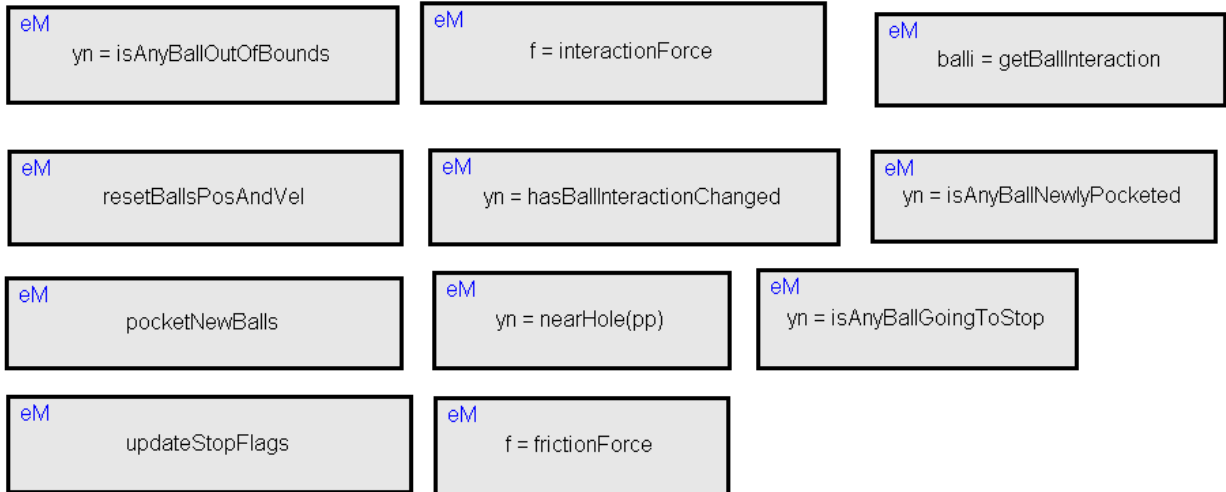 eM
yn = isAnyBallOutOfBounds
eM
f = interactionForce
eM
balli = getBallInteraction
eM
resetBallsPosAndVel
eM
yn = hasBallInteractionChanged
eM
yn = isAnyBallNewlyPocketed
eM
pocketNewBalls
eM
yn = nearHole(pp)
eM
yn = isAnyBallGoingToStop
eM
updateStopFlags
eM
f = frictionForce